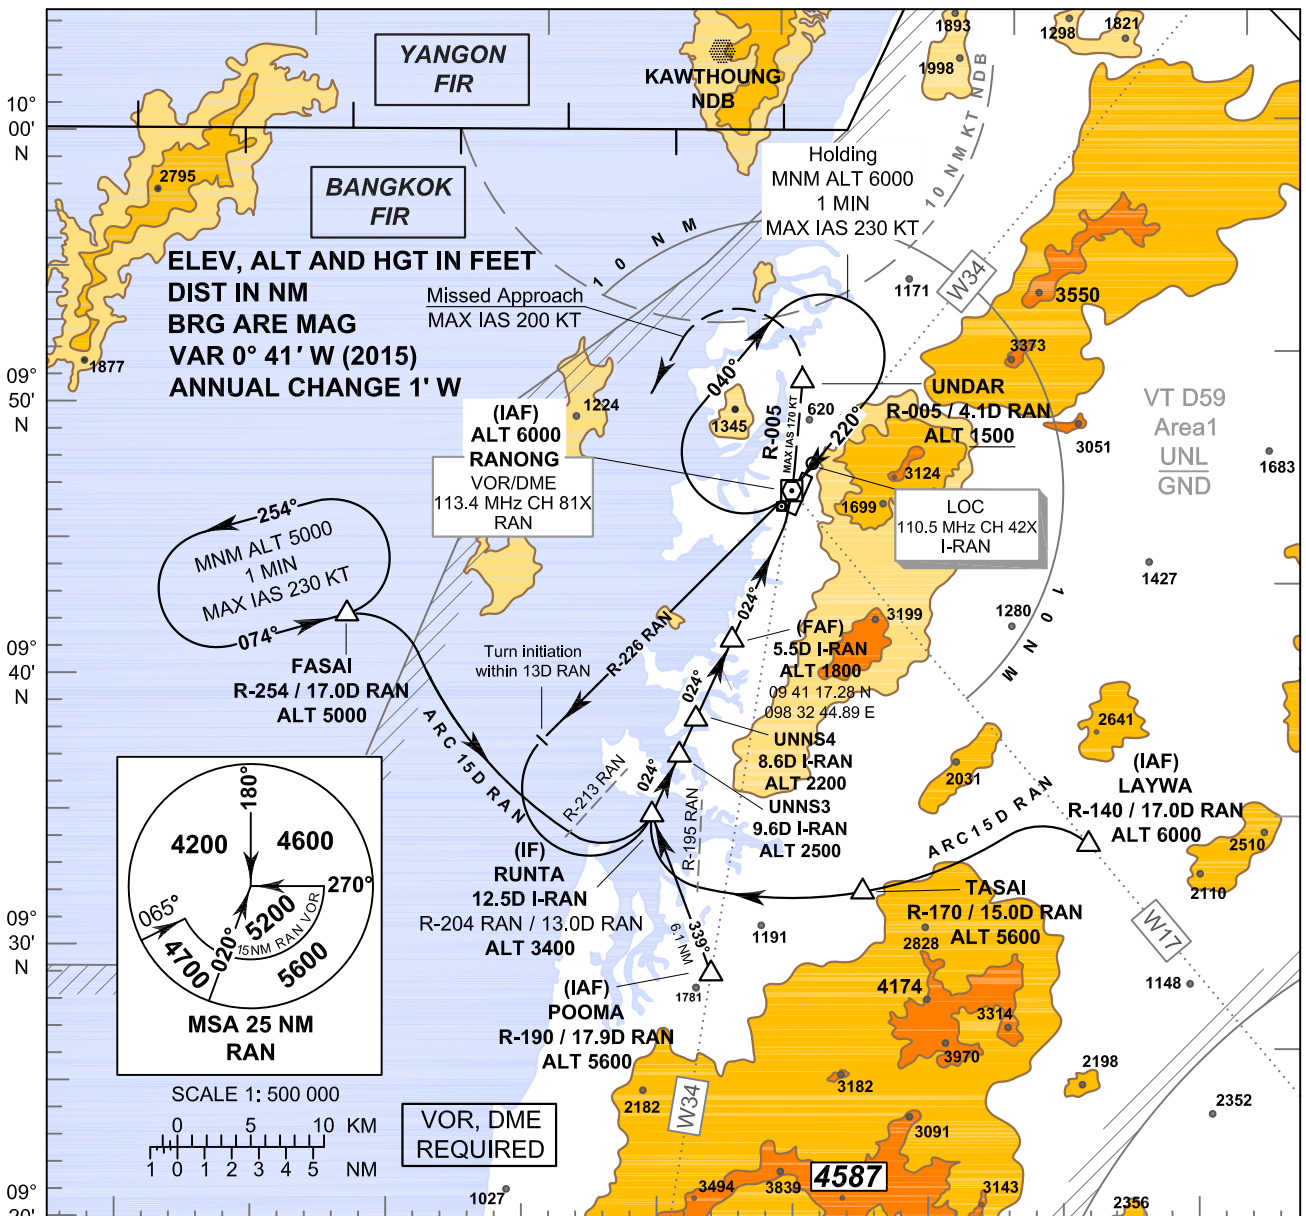 1893
1298
1821
1998
YANGON
FIR
KAWTHOUNG
NDB
10°
00'
N
BANGKOK
FIR
2795
Holding
MNM ALT 6000
1 MIN
MAX IAS 230 KT
10 NM KT NDB
10 NM
ELEV, ALT AND HGT IN FEET
DIST IN NM
BRG ARE MAG
VAR 0° 41' W (2015)
ANNUAL CHANGE 1' W
Missed Approach
MAX IAS 200 KT
1171
W34
3550
3373
1877
09°
50'
N
040°
UNDAR
R-005 / 4.1D RAN
ALT 1500
VT D59
Area1
UNL
GND
1224
(IAF)
ALT 6000
RANONG
VOR/DME
113.4 MHz CH 81X
RAN
1345
R-005
MAX IAS 170 KT
620
220°
3051
1683
3124
1699
LOC
110.5 MHz CH 42X
I-RAN
254°
MNM ALT 5000
1 MIN
MAX IAS 230 KT
074°
1427
10 NM
1280
024°
3199
R-226 RAN
(FAF)
5.5D I-RAN
ALT 1800
09 41 17.28 N
098 32 44.89 E
09°
40'
N
Turn initiation
within 13D RAN
FASAI
R-254 / 17.0D RAN
ALT 5000
024°
ARC 15D RAN
UNNS4
8.6D I-RAN
ALT 2200
2641
2031
(IAF)
LAYWA
R-140 / 17.0D RAN
ALT 6000
R-213 RAN
024°
UNNS3
9.6D I-RAN
ALT 2500
R-195 RAN
ARC 15D RAN
2510
2110
180°
4200
4600
270°
065°
5200
15NM RAN VOR
020°
4700
5600
MSA 25 NM
RAN
(IF)
RUNTA
12.5D I-RAN
R-204 RAN / 13.0D RAN
ALT 3400
TASAI
R-170 / 15.0D RAN
ALT 5600
2828
1191
W17
09°
30'
N
339°
6.1 NM
1781
(IAF)
POOMA
R-190 / 17.9D RAN
ALT 5600
4174
3314
3970
1148
2198
3182
2182
2352
W34
3091
SCALE 1: 500 000
0 5 10 KM
1 0 1 2 3 4 5 NM
VOR, DME
REQUIRED
4587
3494
3839
3143
2356
1027
09°
20'